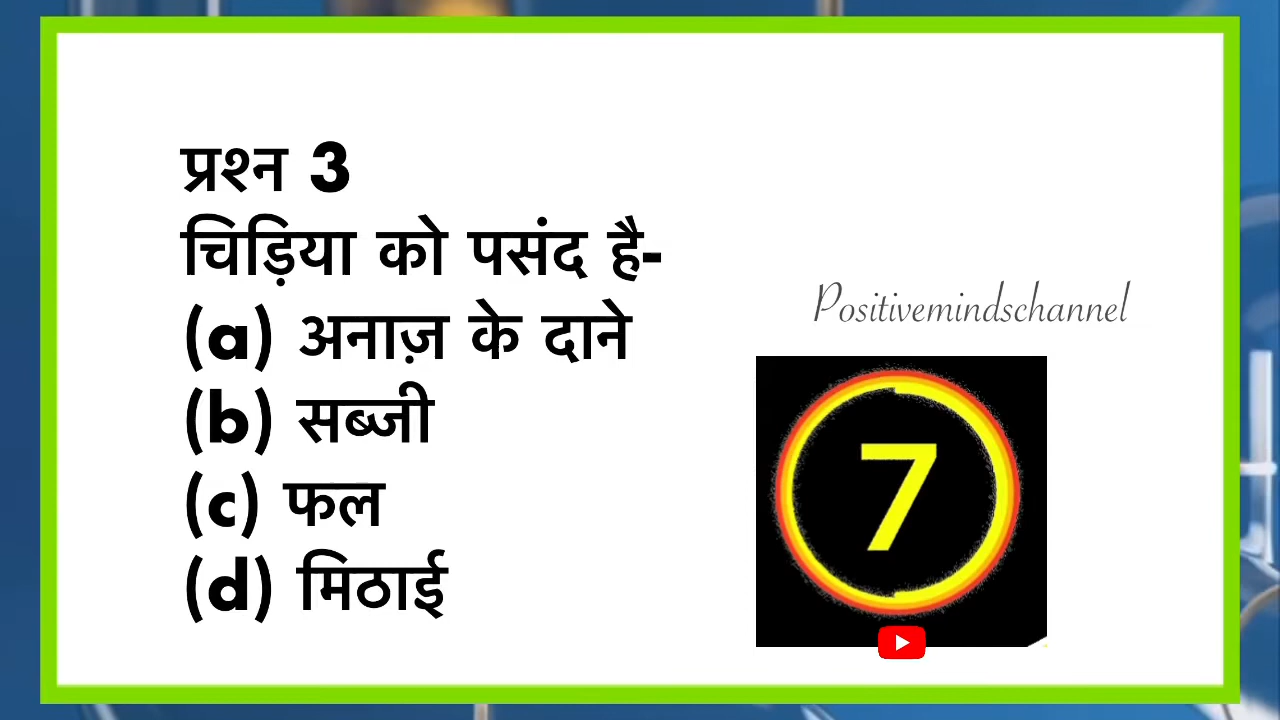 प्रश्न 3
चिड़िया को पसंद है-
(a) अनाज़ के दाने
(b) सब्जी
(c) फल
(d) मिठाई
Positivemindschannel
7